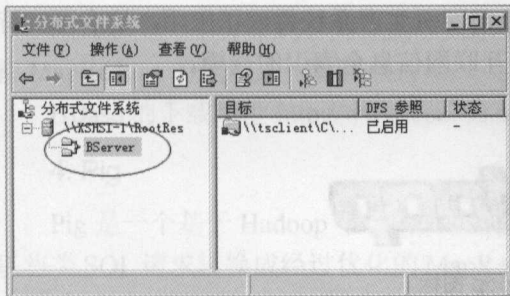 分布式文件系统
文件(F) 操作(A) 查看(V) 帮助(H)
分布式文件系统
\\XSHSI-1\RootRes
BServer
目标 DFS 参照 状态
\\tsclient\C\... 已启用 -
Pig 是一个是 Hadoop